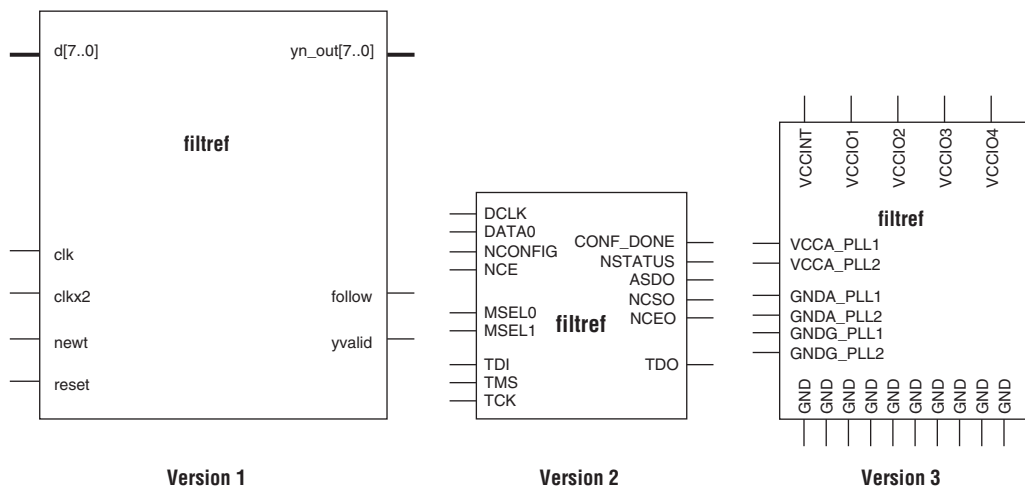 d[7..0]
yn_out[7..0]
filtref
clk
clkx2
follow
newt
yvalid
reset
Version 1
DCLK
DATA0
NCONFIG
NCE
CONF_DONE
NSTATUS
ASDO
NCSO
NCEO
MSEL0
MSEL1
filtref
TDI
TMS
TCK
TDO
Version 2
VCCINT
VCCIO1
VCCIO2
VCCIO3
VCCIO4
filtref
VCCA_PLL1
VCCA_PLL2
GNDA_PLL1
GNDA_PLL2
GNDG_PLL1
GNDG_PLL2
GND
GND
GND
GND
GND
GND
GND
GND
GND
GND
Version 3